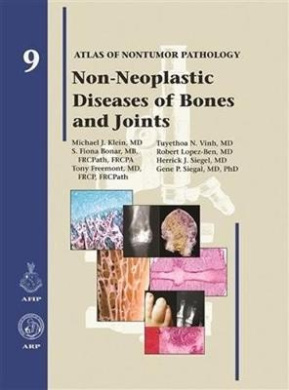 9
ATLAS OF NONTUMOR PATHOLOGY
Non-Neoplastic
Diseases of Bones
and Joints
Michael J. Klein, MD
S. Fiona Bonar, MB,
FRCPath, FRCPA
Tony Freemont, MD,
FRCP, FRCPath
Tuyethoa N. Vinh, MD
Robert Lopez-Ben, MD
Herrick J. Siegel, MD
Gene P. Siegal, MD, PhD
AFIP
ARP